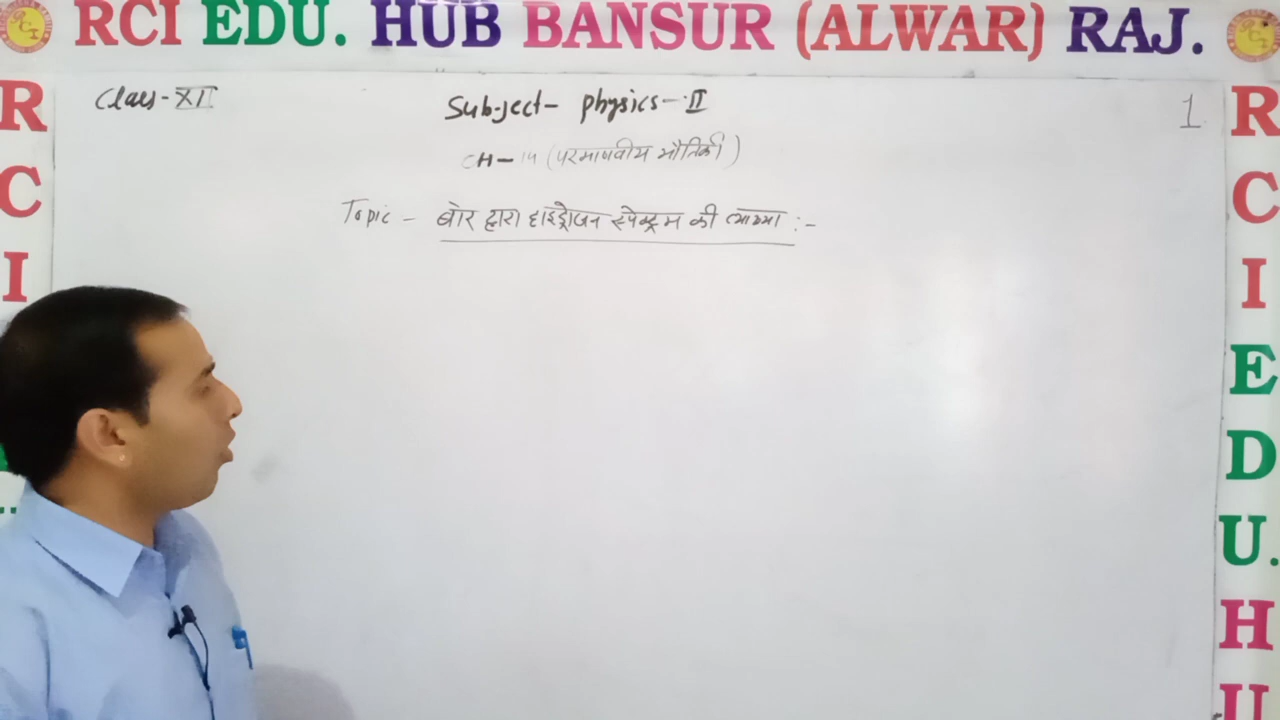 RCI EDU. HUB BANSUR (ALWAR) RAJ.
Class-XII
Subject- Physics-II
1
CH-14 (परमाणवीय भौतिकी)
Topic - बोर द्वारा हाइड्रोजन स्पेक्ट्रम की व्याख्या :-
R
C
I
R
C
I
E
D
U.
H
U